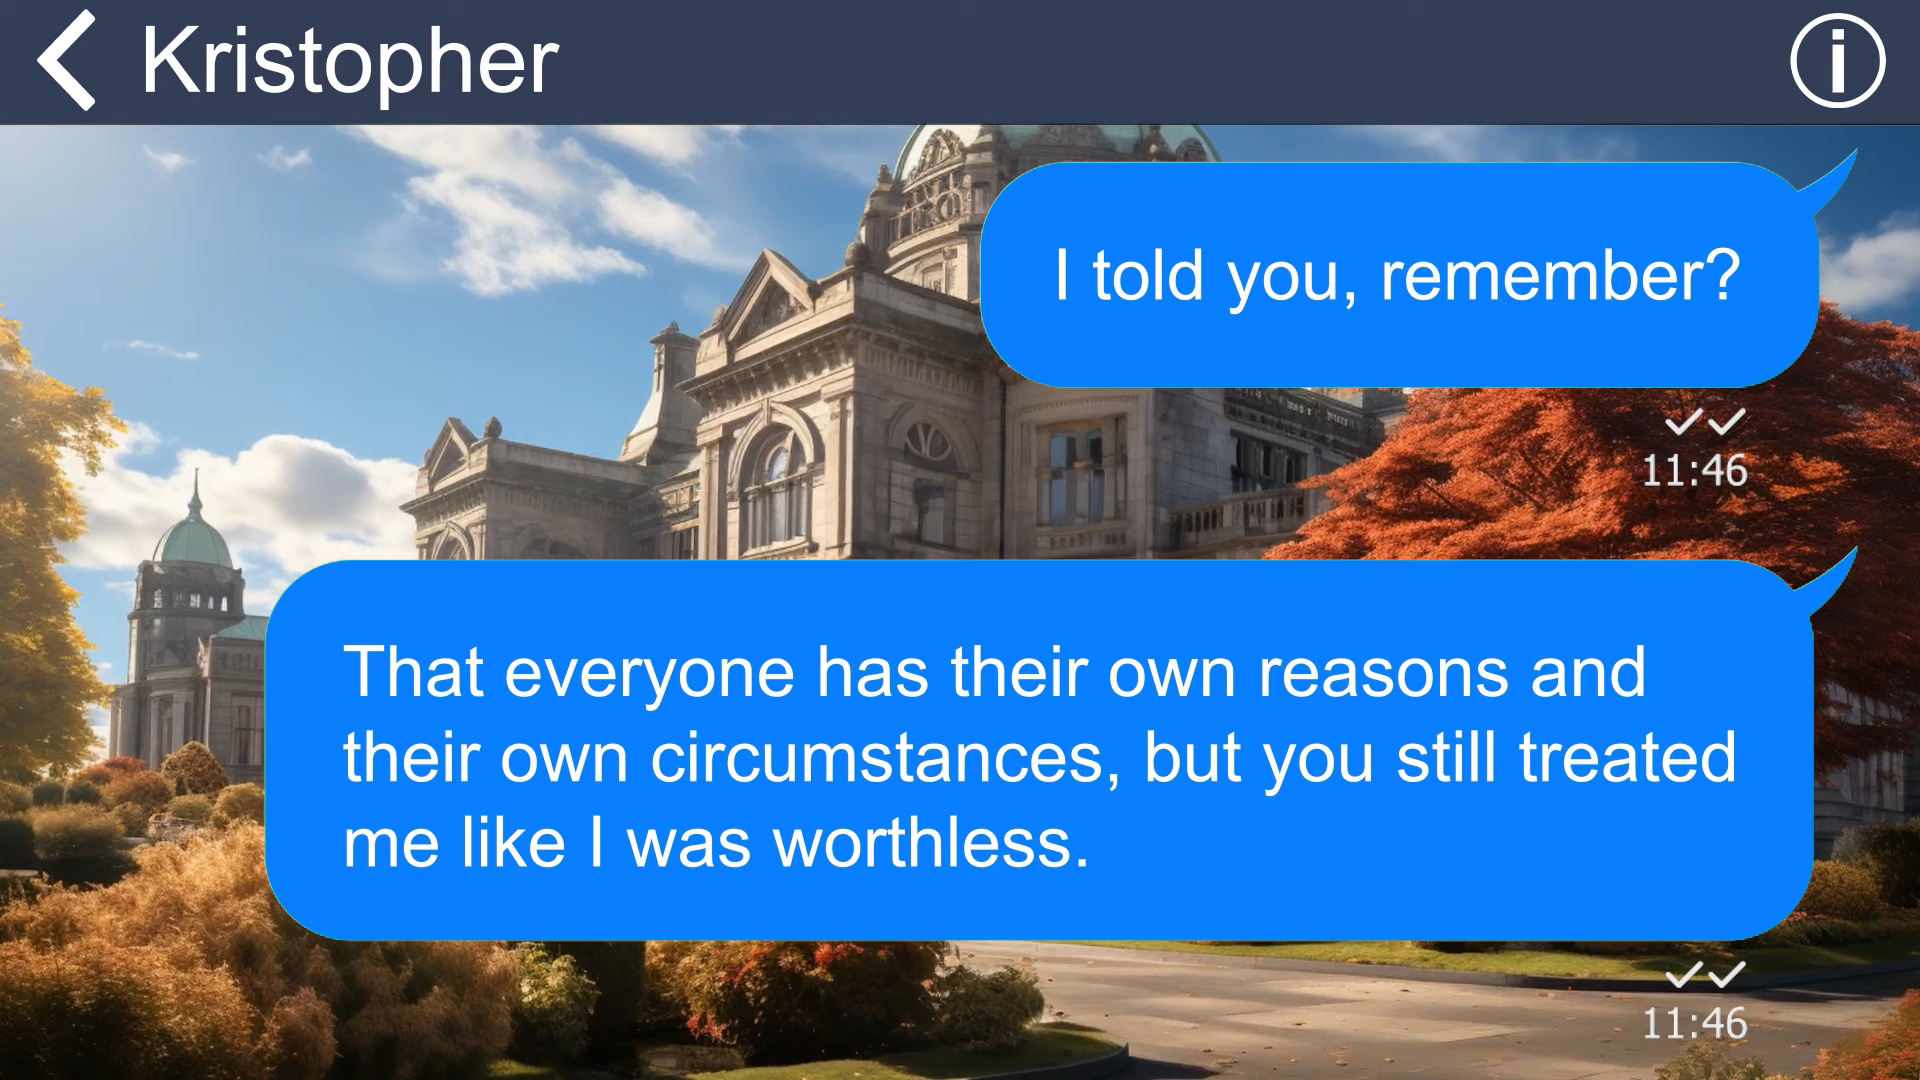 Kristopher
I told you, remember?
11:46
That everyone has their own reasons and
their own circumstances, but you still treated
me like I was worthless.
11:46